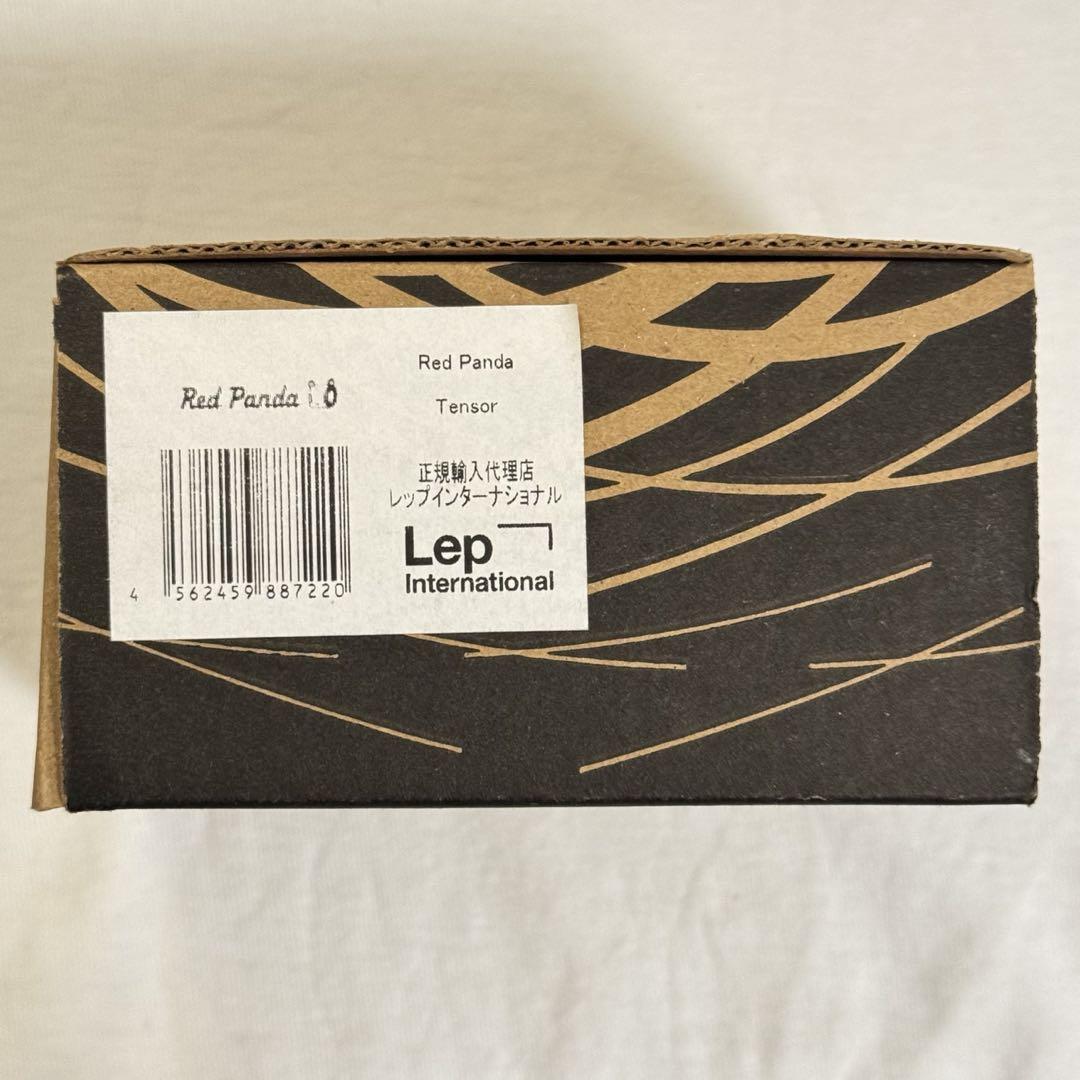 Red Panda
Red Panda
Tensor
正規輸入代理店
レップインターナショナル
Lep
International
4 562459 887220